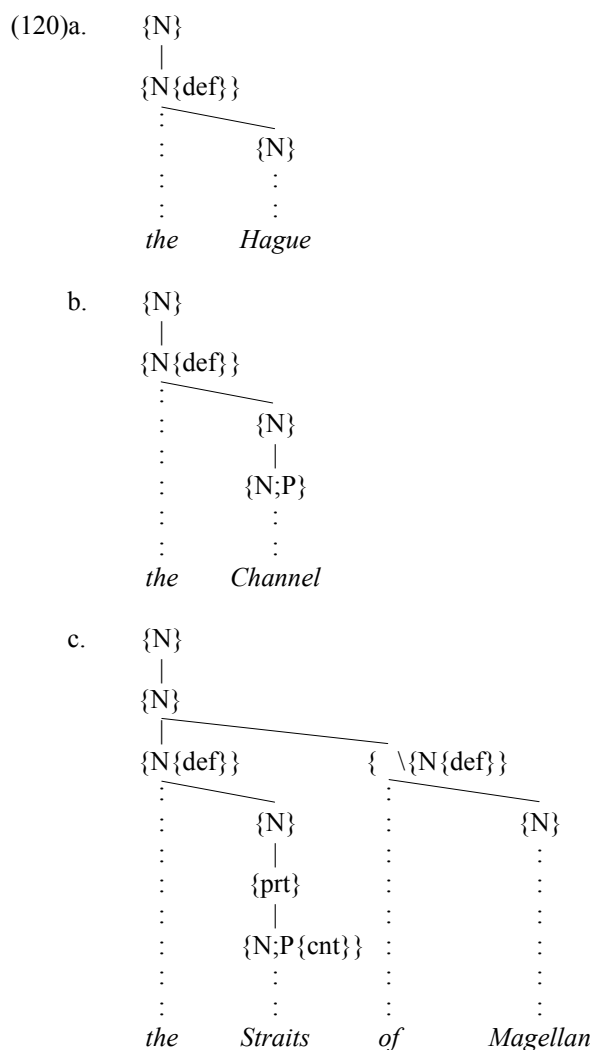 (120)a. {N}
{N{def}}
{N}
the Hague
b. {N}
{N{def}}
{N}
{N;P}
the Channel
c. {N}
{N}
{N{def}} { \{N{def}}
{N} {N}
{prt}
{N;P{cnt}}
the Straits of Magellan